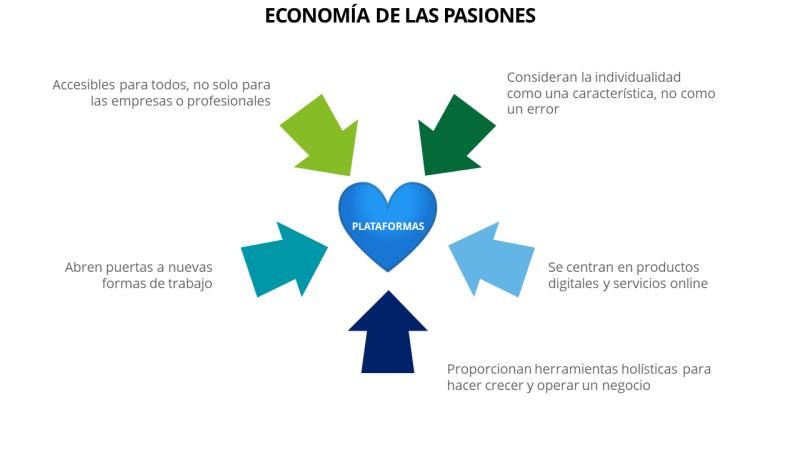 ECONOMÍA DE LAS PASIONES
Accesibles para todos, no solo para
las empresas o profesionales
Consideran la individualidad
como una característica, no como
un error
PLATAFORMAS
Abren puertas a nuevas
formas de trabajo
Se centran en productos
digitales y servicios online
Proporcionan herramientas holísticas para
hacer crecer y operar un negocio